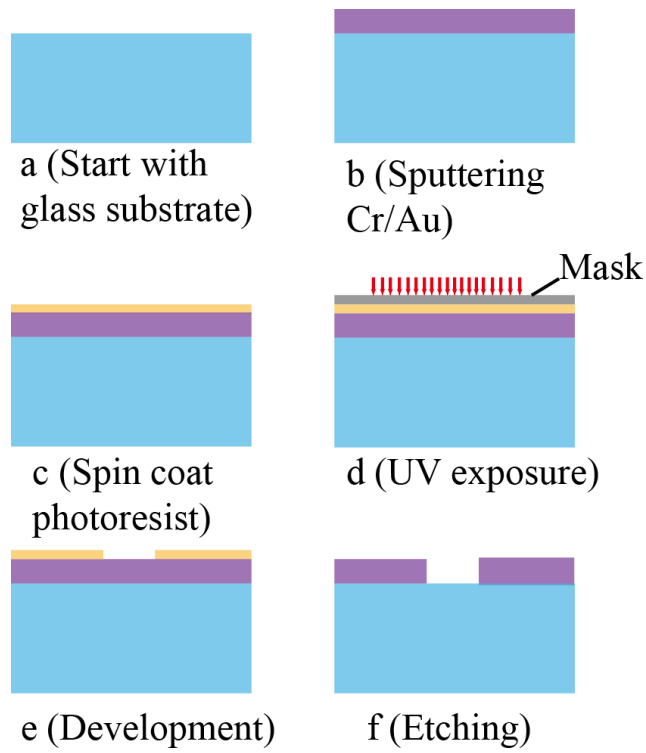 a (Start with
glass substrate)
b (Sputtering
Cr/Au)
Mask
c (Spin coat
photoresist)
d (UV exposure)
e (Development)
f (Etching)